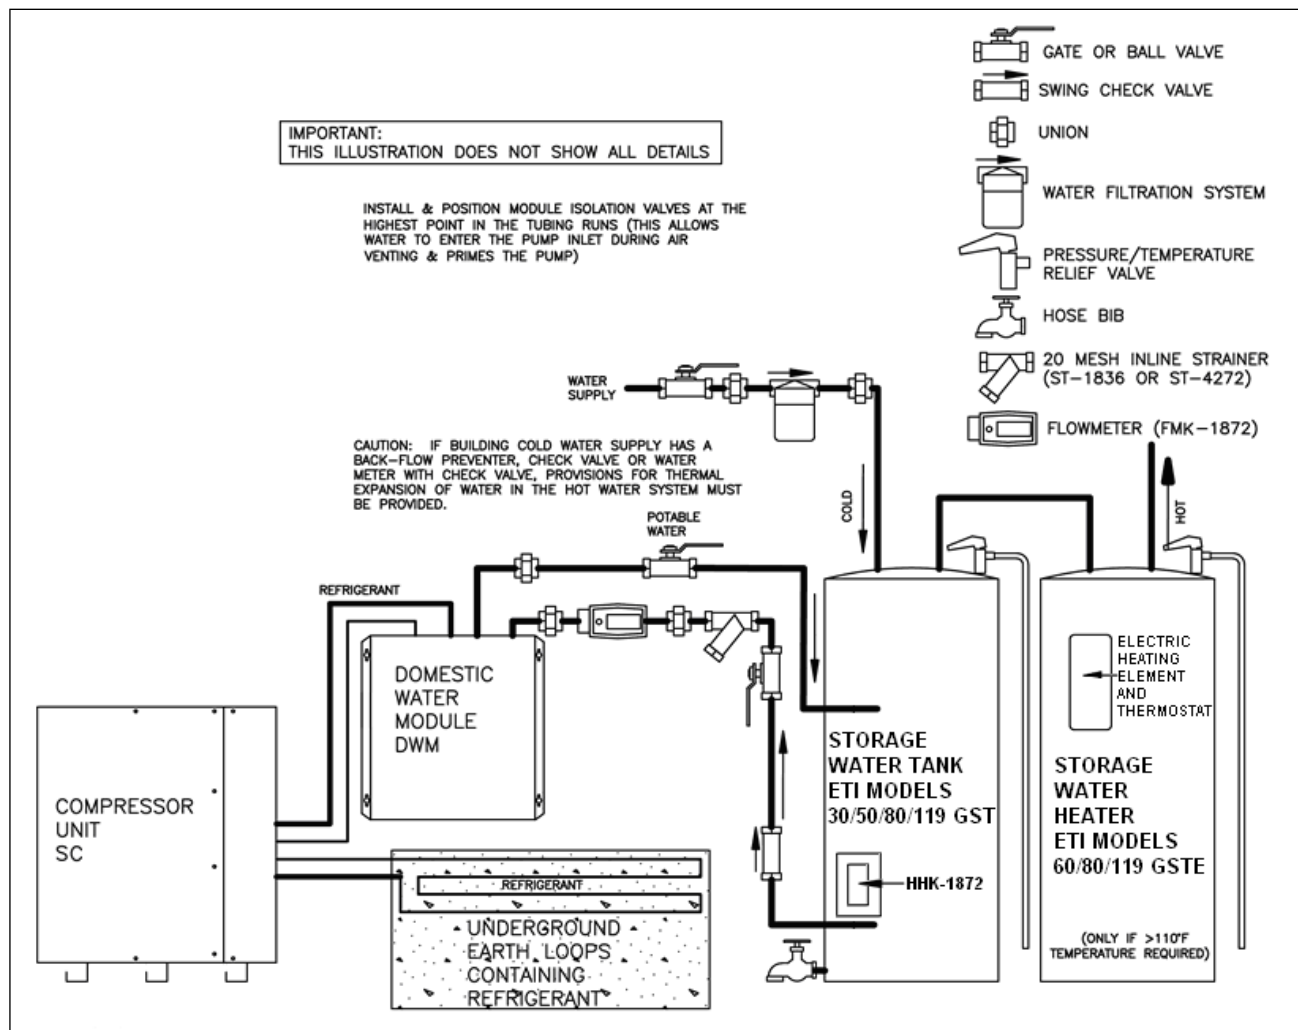 GATE OR BALL VALVE
SWING CHECK VALVE
UNION
WATER FILTRATION SYSTEM
PRESSURE/TEMPERATURE
RELIEF VALVE
HOSE BIB
20 MESH INLINE STRAINER
(ST-1836 OR ST-4272)
FLOWMETER (FMK-1872)
IMPORTANT:
THIS ILLUSTRATION DOES NOT SHOW ALL DETAILS
INSTALL & POSITION MODULE ISOLATION VALVES AT THE
HIGHEST POINT IN THE TUBING RUNS (THIS ALLOWS
WATER TO ENTER THE PUMP INLET DURING AIR
VENTING & PRIMES THE PUMP)
WATER
SUPPLY
CAUTION: IF BUILDING COLD WATER SUPPLY HAS A
BACK-FLOW PREVENTER, CHECK VALVE OR WATER
METER WITH CHECK VALVE, PROVISIONS FOR THERMAL
EXPANSION OF WATER IN THE HOT WATER SYSTEM MUST
BE PROVIDED.
COLD
HOT
POTABLE
WATER
REFRIGERANT
DOMESTIC
WATER
MODULE
DWM
COMPRESSOR
UNIT
SC
REFRIGERANT
UNDERGROUND
EARTH LOOPS
CONTAINING
REFRIGERANT
STORAGE
WATER TANK
ETI MODELS
30/50/80/119 GST
HHK-1872
ELECTRIC
HEATING
ELEMENT
AND
THERMOSTAT
STORAGE
WATER
HEATER
ETI MODELS
60/80/119 GSTE
(ONLY IF >110°F
TEMPERATURE REQUIRED)